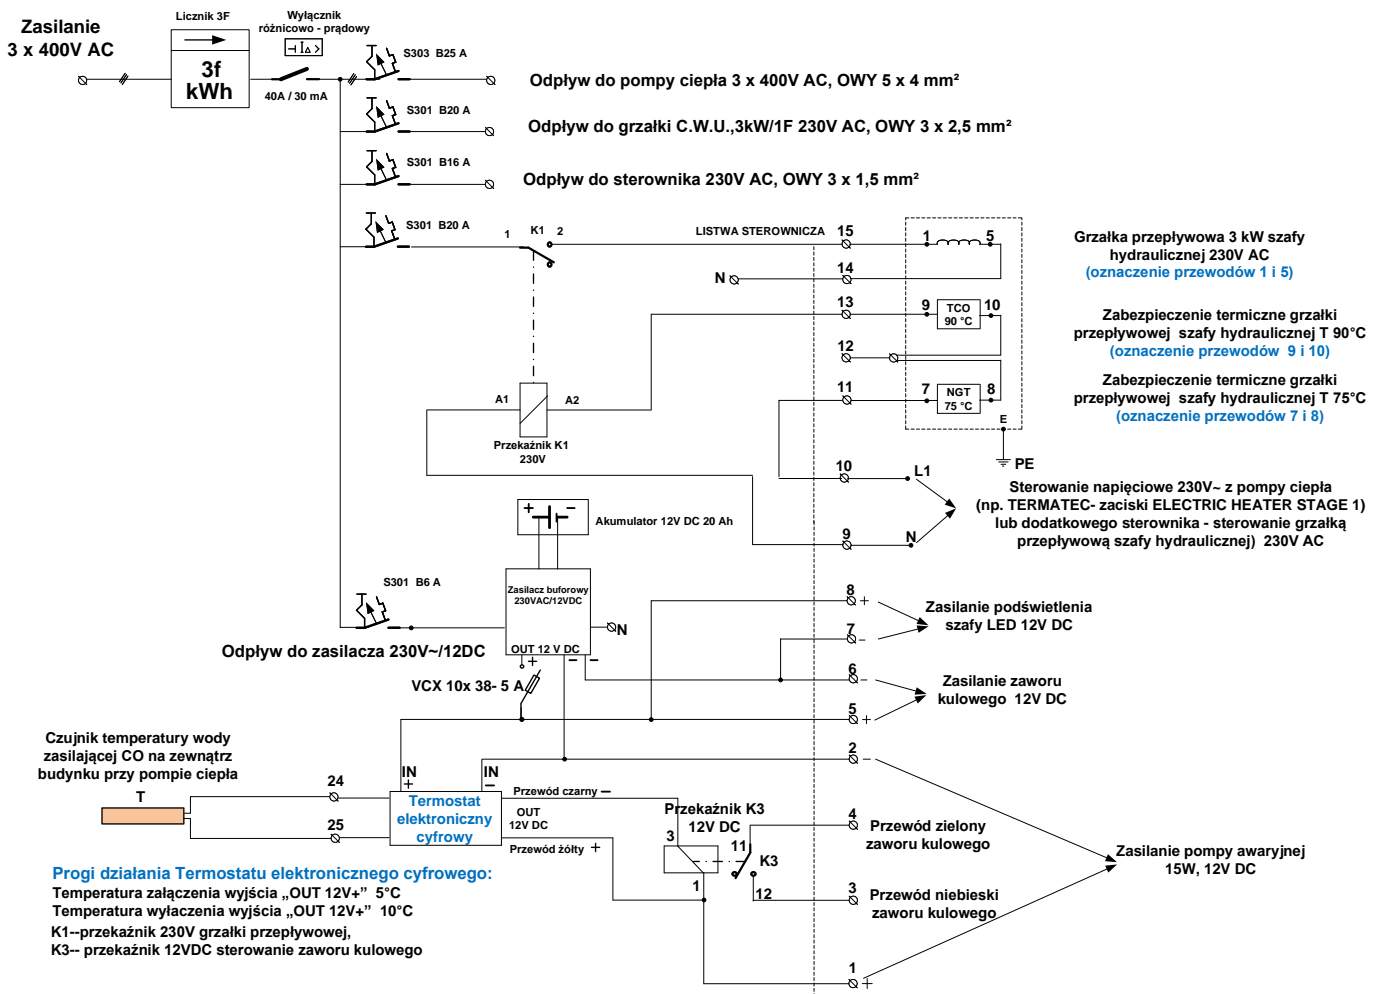 Zasilanie
3 x 400V AC
Licznik 3F
3f
kWh
Wyłącznik
różnicowo - prądowy
40A / 30 mA
S303 B25 A
Odpływ do pompy ciepła 3 x 400V AC, OWY 5 x 4 mm²
S301 B20 A
Odpływ do grzałki C.W.U.,3kW/1F 230V AC, OWY 3 x 2,5 mm²
S301 B16 A
Odpływ do sterownika 230V AC, OWY 3 x 1,5 mm²
S301 B20 A
1
K1
2
LISTWA STEROWNICZA
15
1
5
N
14
13
9
TCO
90 °C
10
12
11
7
NGT
75 °C
8
E
PE
Grzałka przepływowa 3 kW szafy
hydraulicznej 230V AC
(oznaczenie przewodów 1 i 5)
Zabezpieczenie termiczne grzałki
przepływowej szafy hydraulicznej T 90°C
(oznaczenie przewodów 9 i 10)
Zabezpieczenie termiczne grzałki
przepływowej szafy hydraulicznej T 75°C
(oznaczenie przewodów 7 i 8)
A1
A2
Przekaźnik K1
230V
10
L1
9
N
Sterowanie napięciowe 230V~ z pompy ciepła
(np. TERMATEC- zaciski ELECTRIC HEATER STAGE 1)
lub dodatkowego sterownika - sterowanie grzałką
przepływową szafy hydraulicznej) 230V AC
+ −
Akumulator 12V DC 20 Ah
S301 B6 A
Zasilacz buforowy
230VAC/12VDC
N
OUT 12 V DC
+ − −
Odpływ do zasilacza 230V~/12DC
VCX 10x 38- 5 A
8 +
7 −
Zasilanie podświetlenia
szafy LED 12V DC
6 −
5 +
Zasilanie zaworu
kulowego 12V DC
2 −
Czujnik temperatury wody
zasilającej CO na zewnątrz
budynku przy pompie ciepła
T
24
25
IN
+
IN
−
Termostat
elektroniczny
cyfrowy
Przewód czarny −
OUT
12V DC
Przewód żółty +
Przekaźnik K3
12V DC
3
1
11
K3
12
4
Przewód zielony
zaworu kulowego
3
Przewód niebieski
zaworu kulowego
1 +
Zasilanie pompy awaryjnej
15W, 12V DC
Progi działania Termostatu elektronicznego cyfrowego:
Temperatura załączenia wyjścia „OUT 12V+” 5°C
Temperatura wyłaczenia wyjścia „OUT 12V+” 10°C
K1--przekaźnik 230V grzałki przepływowej,
K3-- przekaźnik 12VDC sterowanie zaworu kulowego